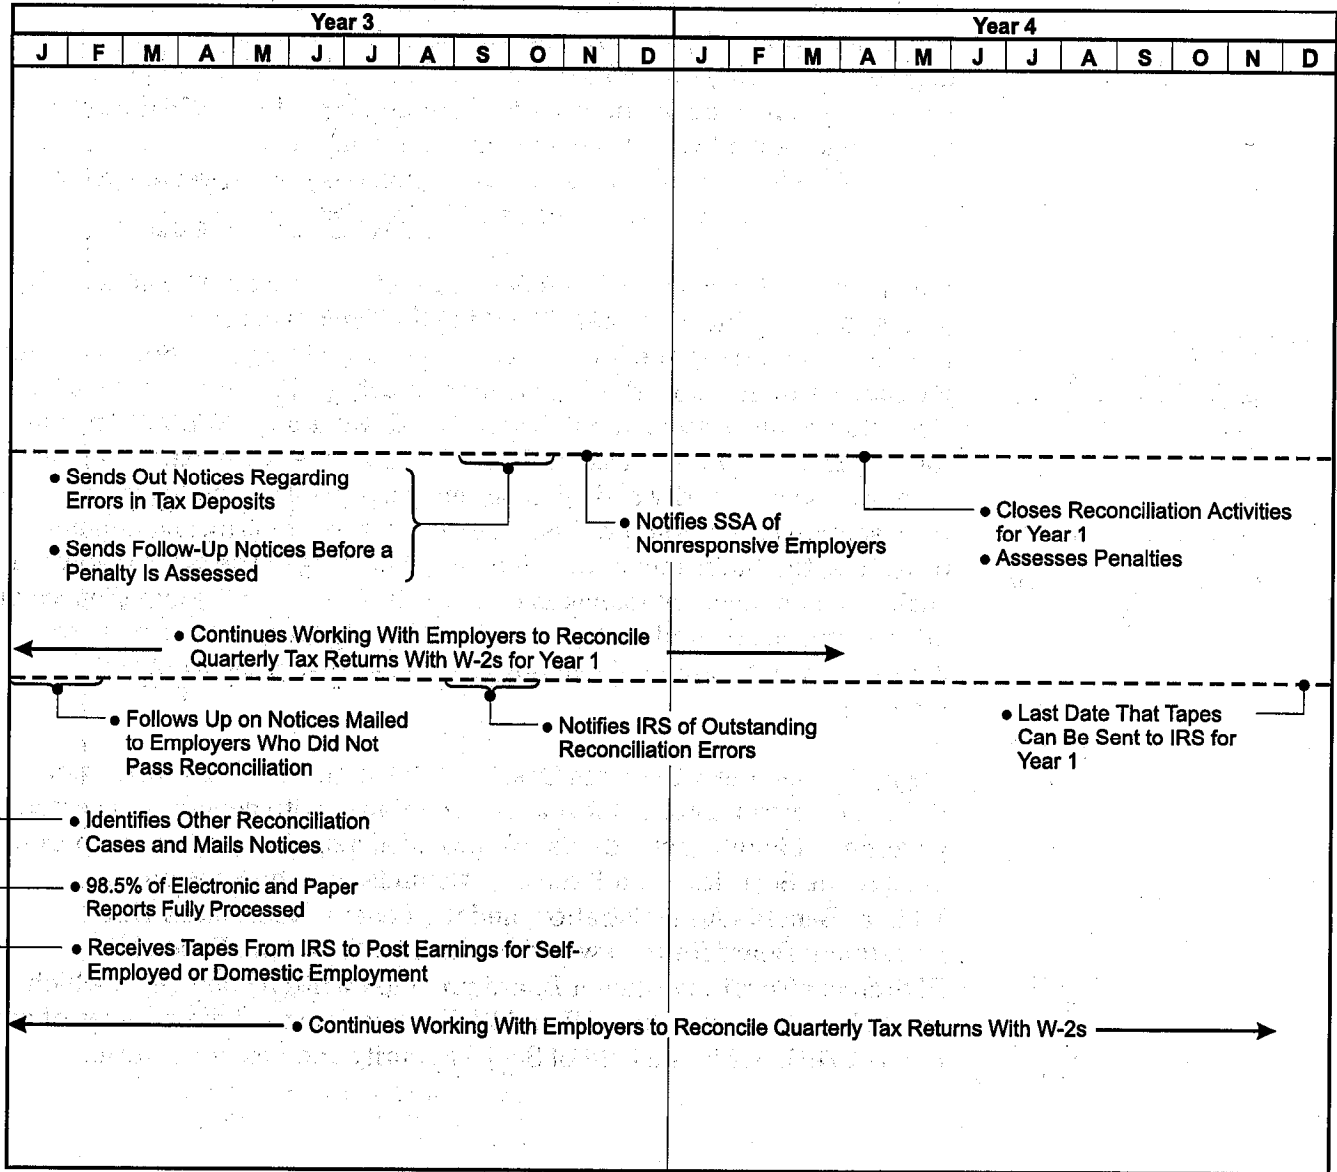 Year 3
Year 4
J F M A M J J A S O N D J F M A M J J A S O N D
• Sends Out Notices Regarding
Errors in Tax Deposits
• Sends Follow-Up Notices Before a
Penalty Is Assessed
• Notifies SSA of
Nonresponsive Employers
• Closes Reconciliation Activities
for Year 1
• Assesses Penalties
• Continues Working With Employers to Reconcile
Quarterly Tax Returns With W-2s for Year 1
• Follows Up on Notices Mailed
to Employers Who Did Not
Pass Reconciliation
• Notifies IRS of Outstanding
Reconciliation Errors
• Last Date That Tapes
Can Be Sent to IRS for
Year 1
• Identifies Other Reconciliation
Cases and Mails Notices
• 98.5% of Electronic and Paper
Reports Fully Processed
• Receives Tapes From IRS to Post Earnings for Self-
Employed or Domestic Employment
• Continues Working With Employers to Reconcile Quarterly Tax Returns With W-2s